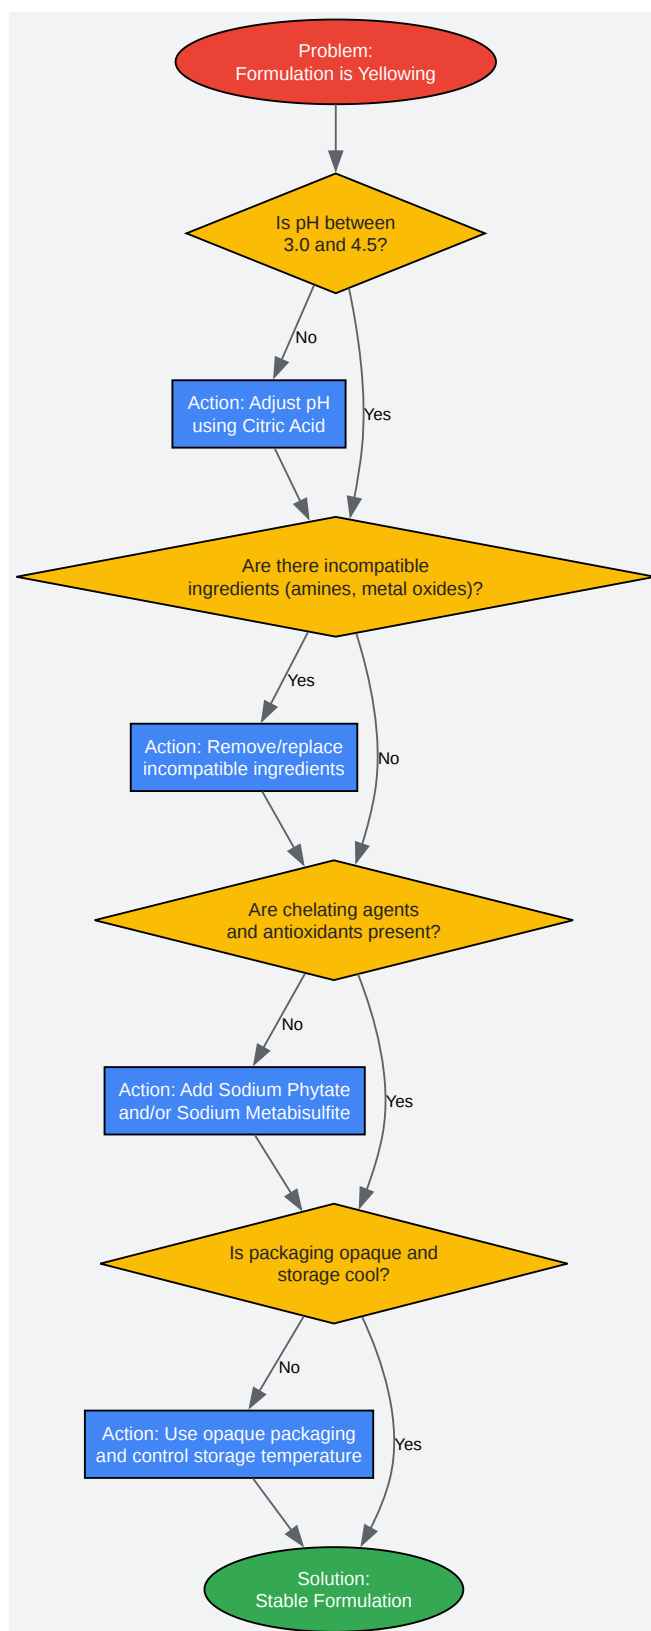 Problem:
Formulation is Yellowing
Is pH between
3.0 and 4.5?
No
Action: Adjust pH
using Citric Acid
Yes
Are there incompatible
ingredients (amines, metal oxides)?
Yes
Action: Remove/replace
incompatible ingredients
No
Are chelating agents
and antioxidants present?
No
Action: Add Sodium Phytate
and/or Sodium Metabisulfite
Yes
Is packaging opaque and
storage cool?
No
Action: Use opaque packaging
and control storage temperature
Yes
Solution:
Stable Formulation